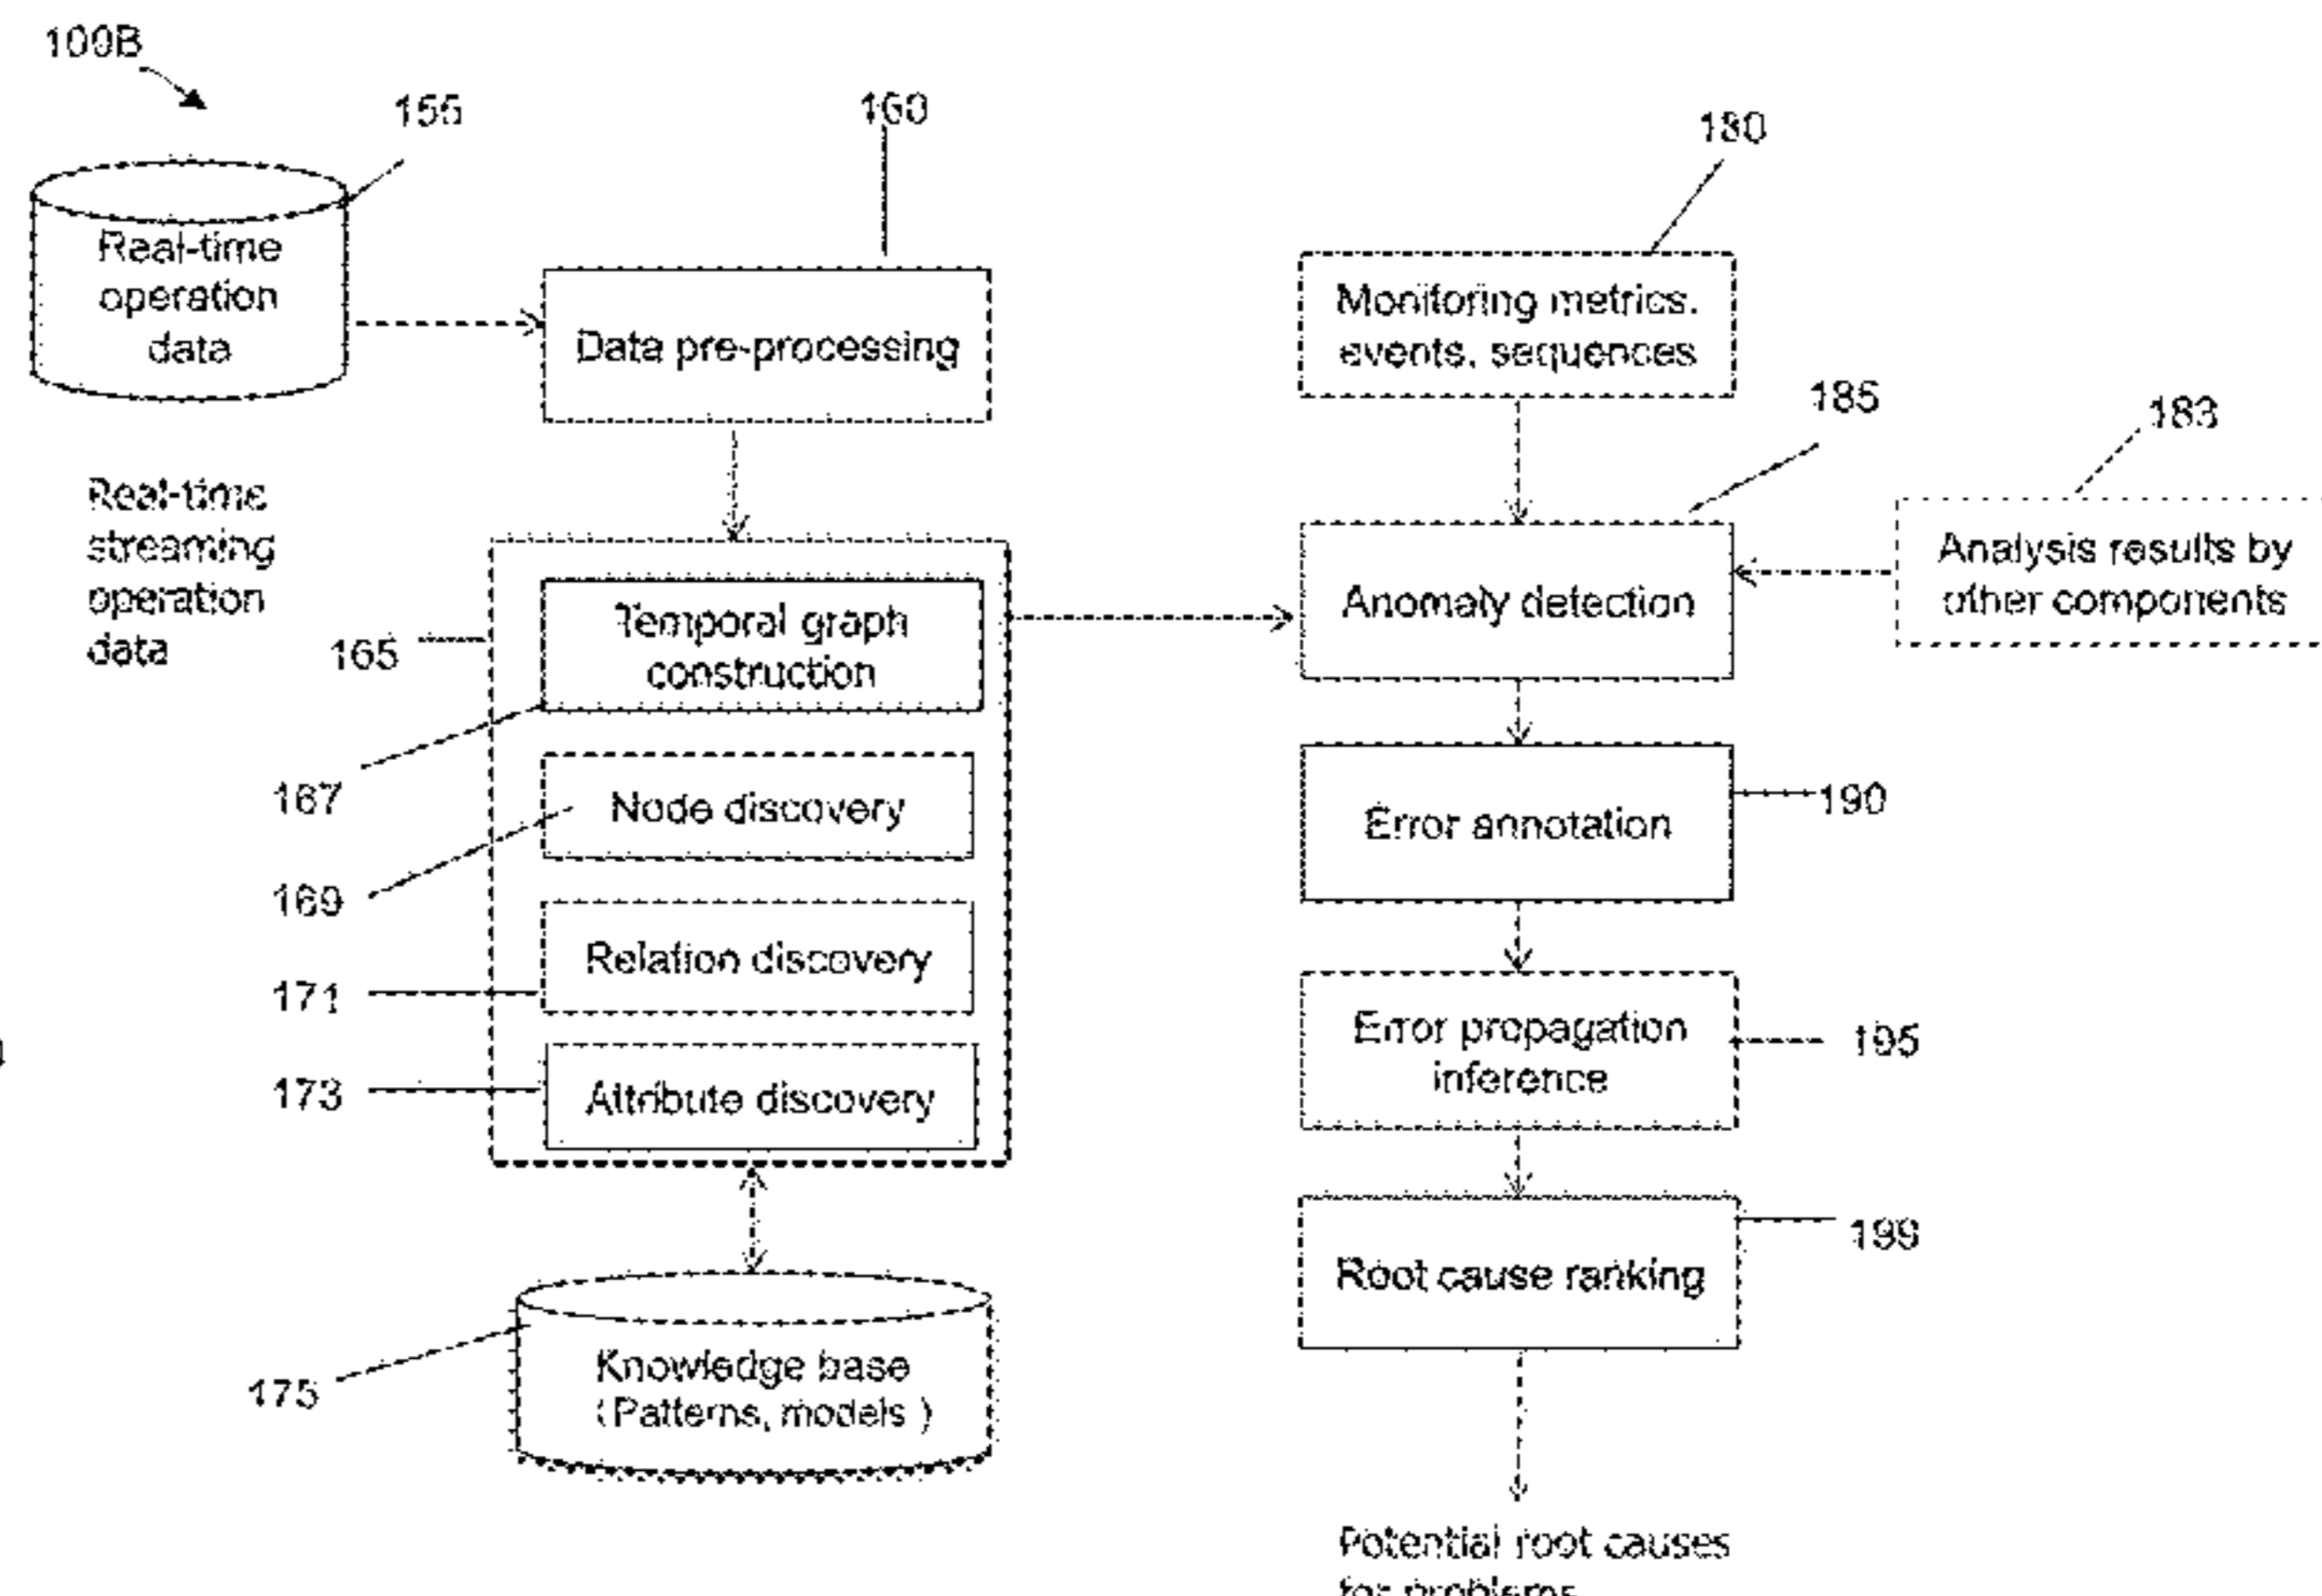 100B
155
160
180
Real-time
operation
data
Data pre-processing
Monitoring metrics,
events, sequences
185
183
Real-time
streaming
operation
data
Analysis results by
other components
165
Temporal graph
construction
Anomaly detection
167
Node discovery
190
Error annotation
169
Relation discovery
171
Error propagation
inference
195
173
Attribute discovery
199
Root cause ranking
175
Knowledge base
(Patterns, models )
Potential root causes
for problems